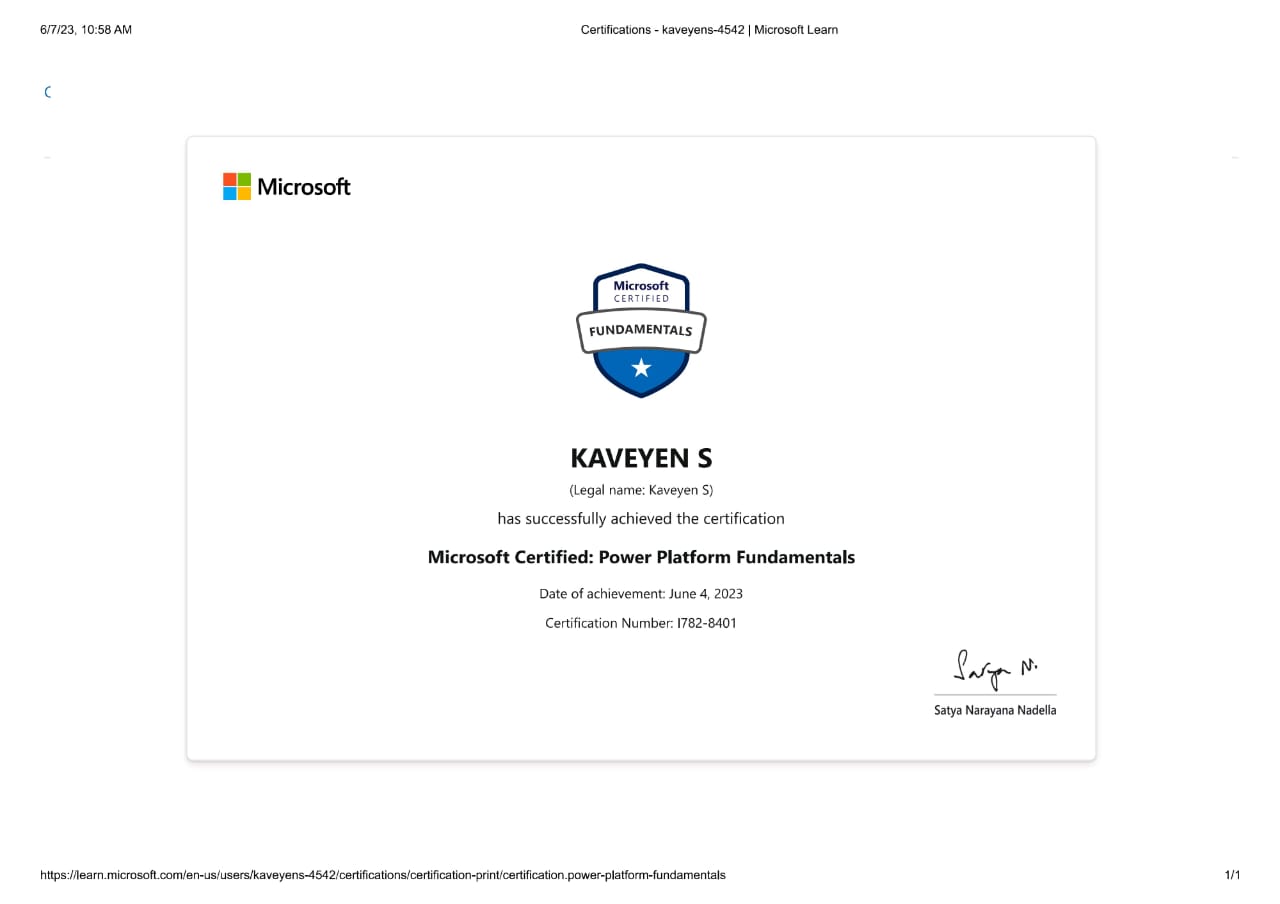 6/7/23, 10:58 AM
Certifications - kaveyens-4542 | Microsoft Learn
Microsoft
Microsoft
CERTIFIED
FUNDAMENTALS
KAVEYEN S
(Legal name: Kaveyen S)
has successfully achieved the certification
Microsoft Certified: Power Platform Fundamentals
Date of achievement: June 4, 2023
Certification Number: I782-8401
Satya N.
Satya Narayana Nadella
https://learn.microsoft.com/en-us/users/kaveyens-4542/certifications/certification-print/certification.power-platform-fundamentals
1/1